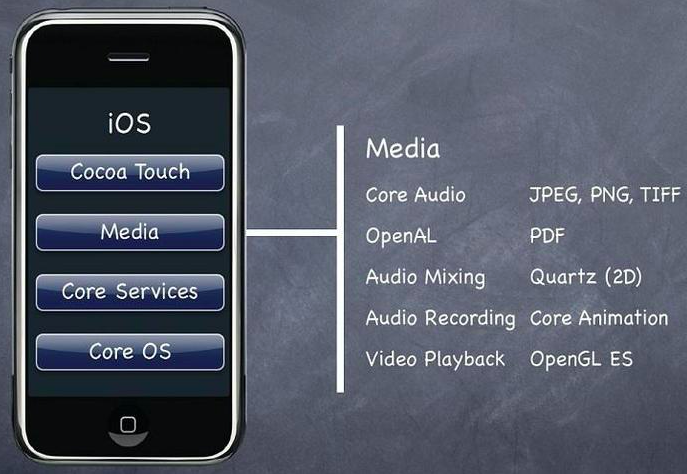 iOS
Cocoa Touch
Media
Core Services
Core OS
Media
Core Audio JPEG, PNG, TIFF
OpenAL PDF
Audio Mixing Quartz (2D)
Audio Recording Core Animation
Video Playback OpenGL ES